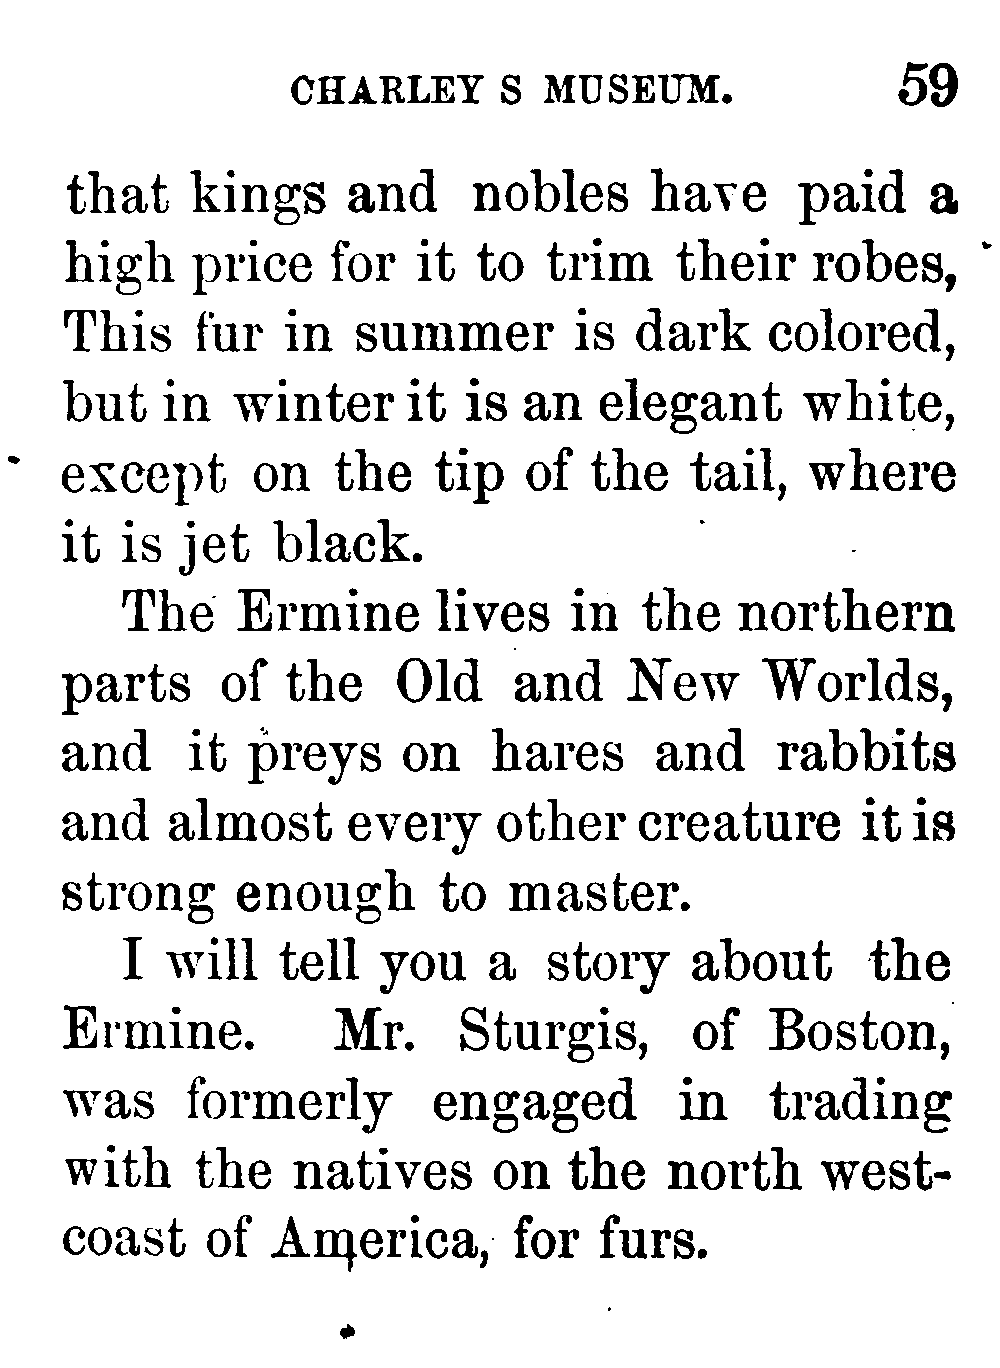 CHARLEY S MUSEUM. 59
that kings and nobles have paid a
high price for it to trim their robes,
This fur in summer is dark colored,
but in winter it is an elegant white,
except on the tip of the tail, where
it is jet black.
The Ermine lives in the northern
parts of the Old and New Worlds,
and it preys on hares and rabbits
and almost every other creature it is
strong enough to master.
I will tell you a story about the
Ermine. Mr. Sturgis, of Boston,
was formerly engaged in trading
with the natives on the north west-
coast of America, for furs.